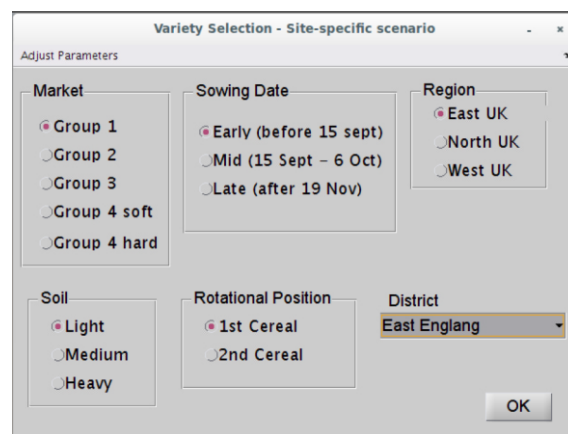 Variety Selection - Site-specific scenario
Adjust Parameters
Market
Group 1
Group 2
Group 3
Group 4 soft
Group 4 hard
Sowing Date
Early (before 15 sept)
Mid (15 Sept – 6 Oct)
Late (after 19 Nov)
Region
East UK
North UK
West UK
Soil
Light
Medium
Heavy
Rotational Position
1st Cereal
2nd Cereal
District
East Englang
OK